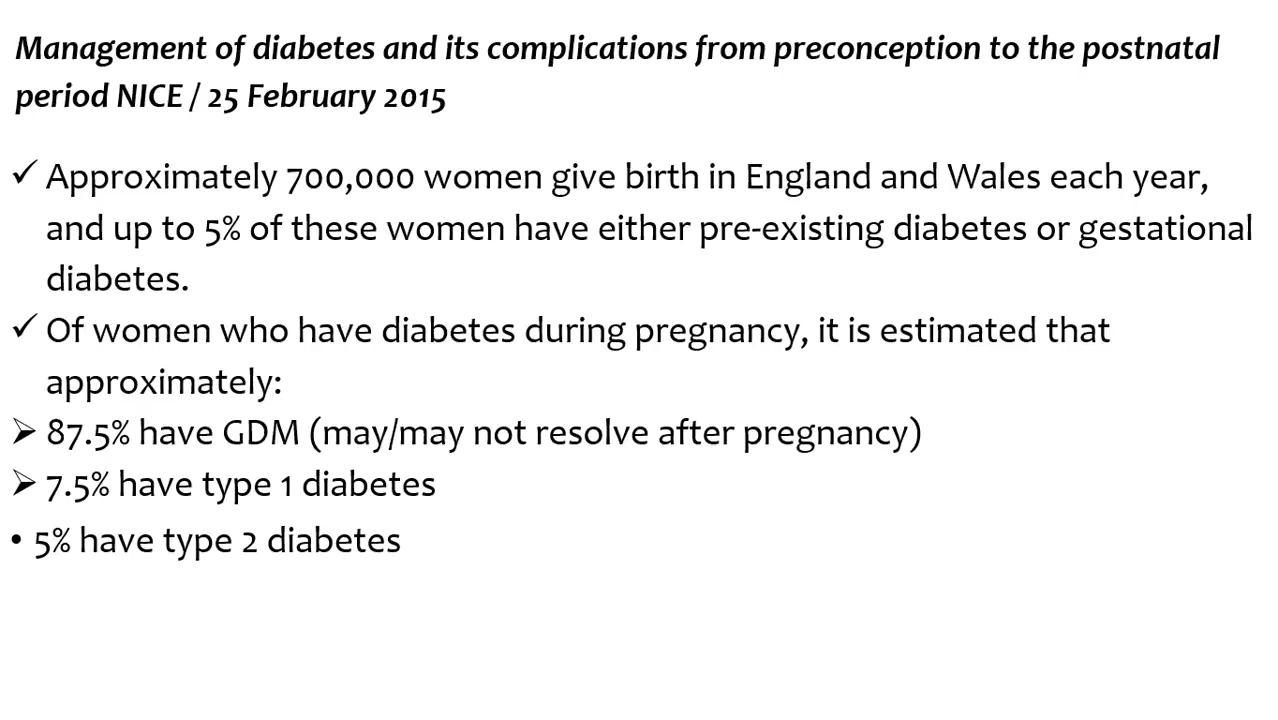 Management of diabetes and its complications from preconception to the postnatal
period NICE / 25 February 2015
✓ Approximately 700,000 women give birth in England and Wales each year,
and up to 5% of these women have either pre-existing diabetes or gestational
diabetes.
✓ Of women who have diabetes during pregnancy, it is estimated that
approximately:
➢ 87.5% have GDM (may/may not resolve after pregnancy)
➢ 7.5% have type 1 diabetes
• 5% have type 2 diabetes